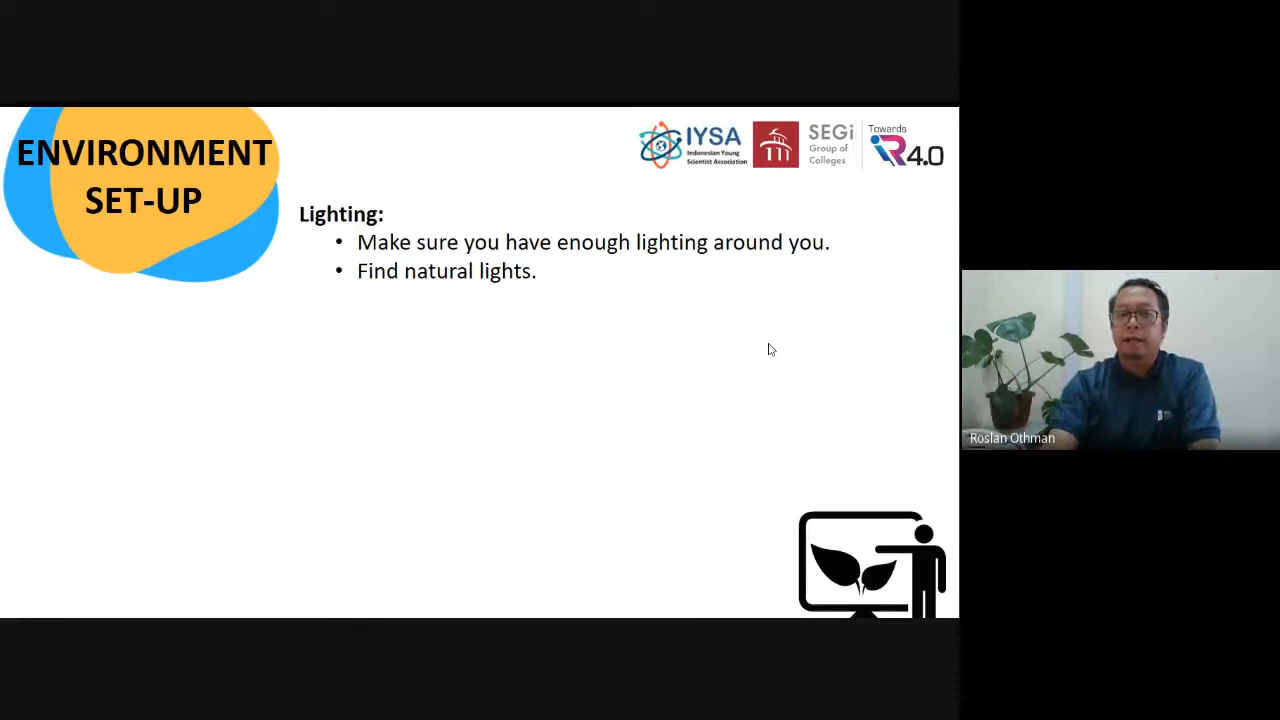 ENVIRONMENT
SET-UP
IYSA
Indonesian Young
Scientist Association
SEGi
Group of
Colleges
Towards
iR4.0
Lighting:
• Make sure you have enough lighting around you.
• Find natural lights.
Roslan Othman